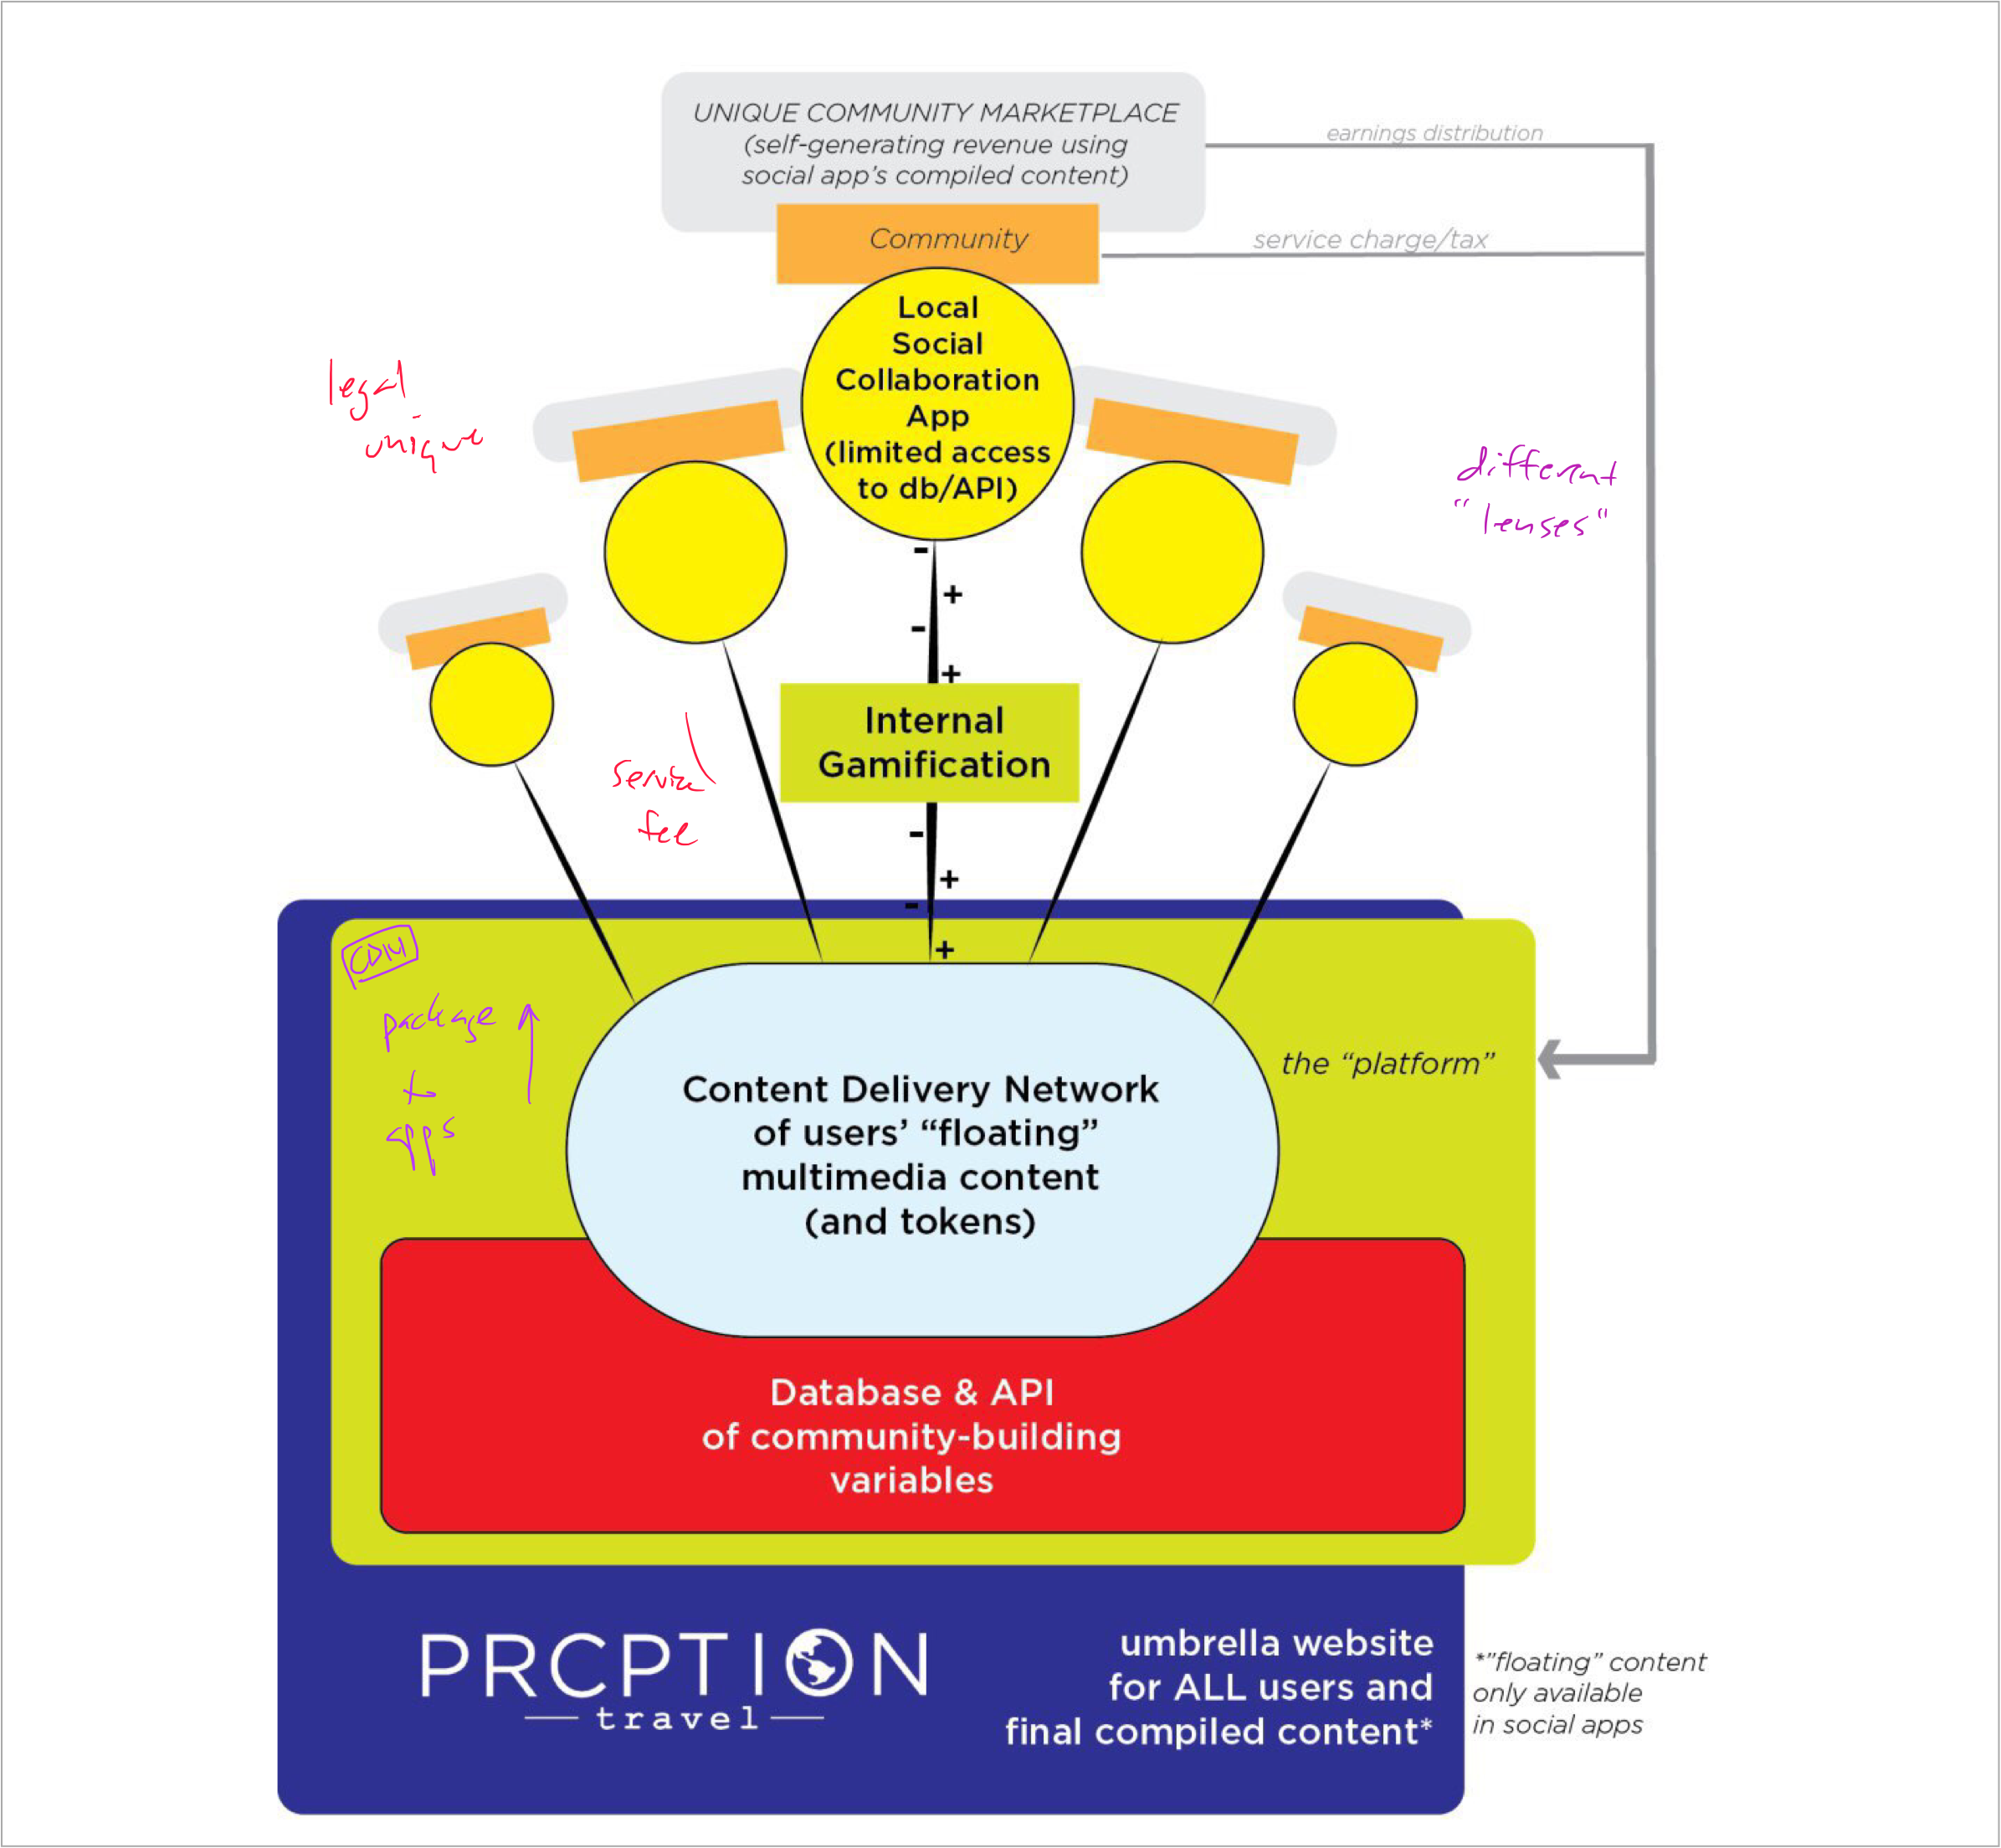 UNIQUE COMMUNITY MARKETPLACE
(self-generating revenue using
social app's compiled content)
earnings distribution
Community
service charge/tax
Local
Social
Collaboration
App
(limited access
to db/API)
legal
unique
different
"lenses"
-
+
-
+
Internal
Gamification
service
fee
-
+
-
+
CDN
package
to
apps
the "platform"
Content Delivery Network
of users' "floating"
multimedia content
(and tokens)
Database & API
of community-building
variables
PRCPTION
travel
umbrella website
for ALL users and
final compiled content*
*"floating" content
only available
in social apps